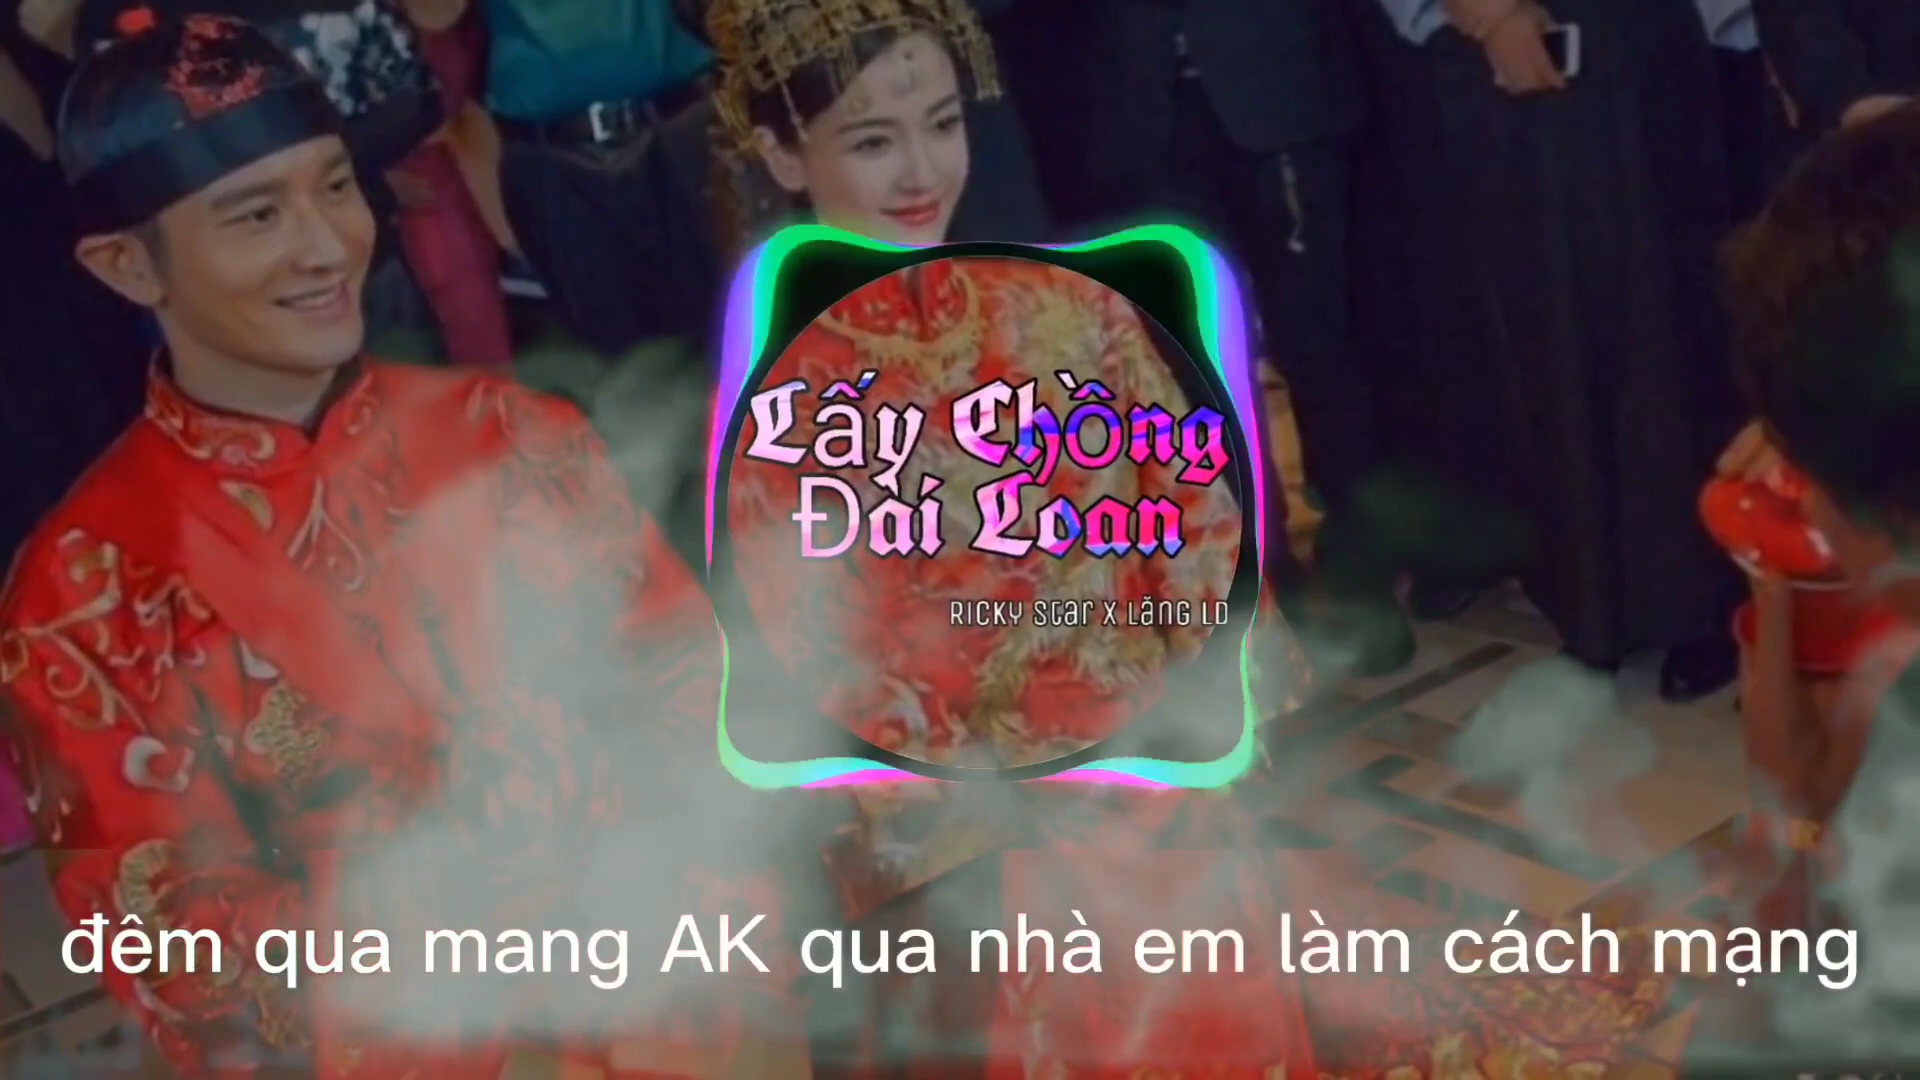 Lấy Chồng
Đài Loan
RICKY Star X LĂNG LD
đêm qua mang AK qua nhà em làm cách mạng